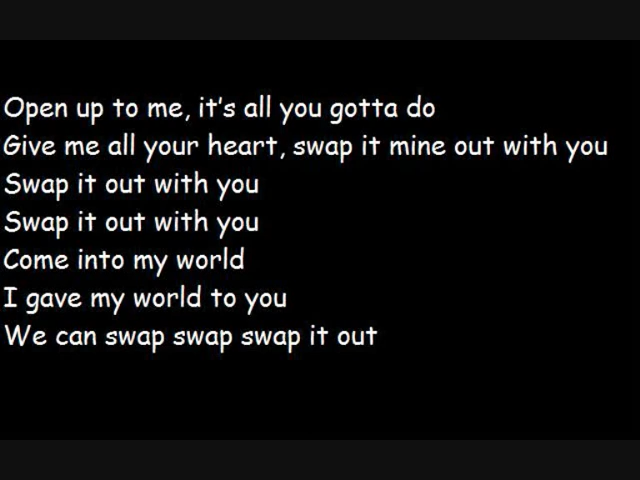 Open up to me, it's all you gotta do
Give me all your heart, swap it mine out with you
Swap it out with you
Swap it out with you
Come into my world
I gave my world to you
We can swap swap swap it out